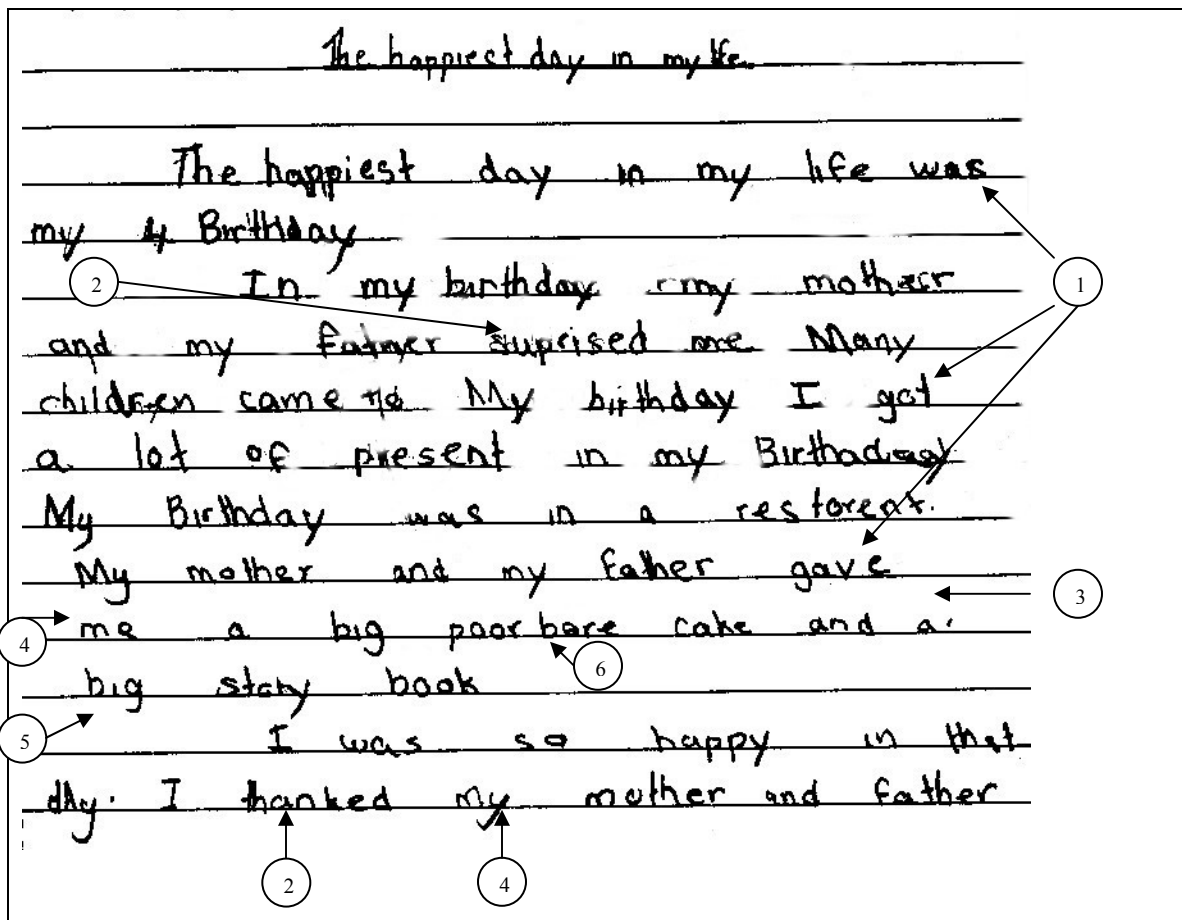 The happiest day in my life
The happiest day in my life was
my 4 Birthday
In my birthday my mother
and my father suprised me Many
children came to My birthday I got
a lot of present in my Birthaday
My Birthday was in a restorent.
My mother and my father gave
me a big poor bare cake and a
big story book
I was so happy in that
day. I thanked my mother and father
1
2
3
4
6
5
2
4